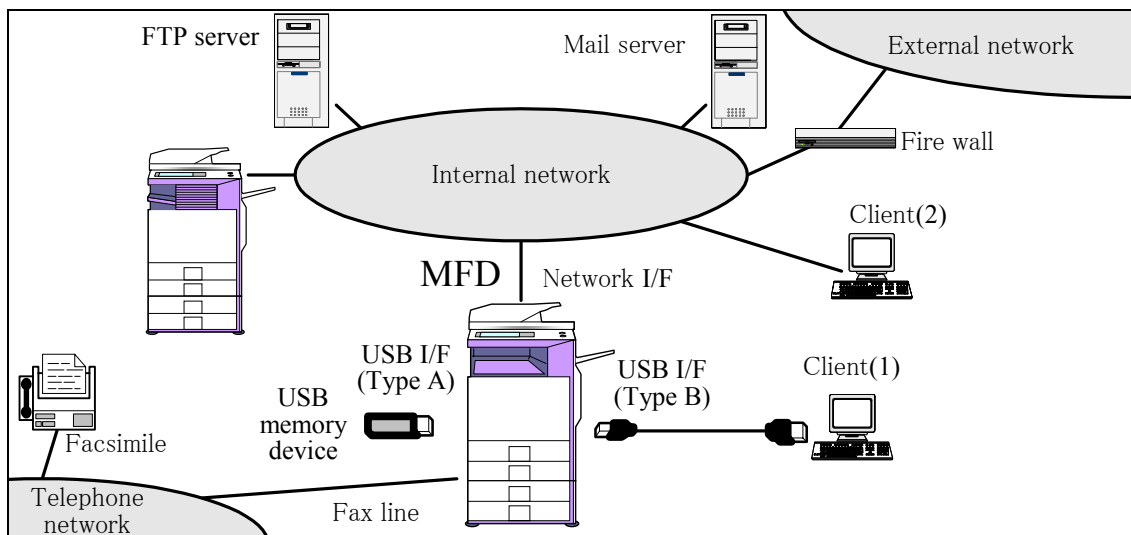 FTP server
Mail server
External network
Fire wall
Internal network
Client(2)
MFD
Network I/F
USB I/F
(Type A)
USB I/F
(Type B)
Client(1)
USB
memory
device
Facsimile
Telephone
network
Fax line